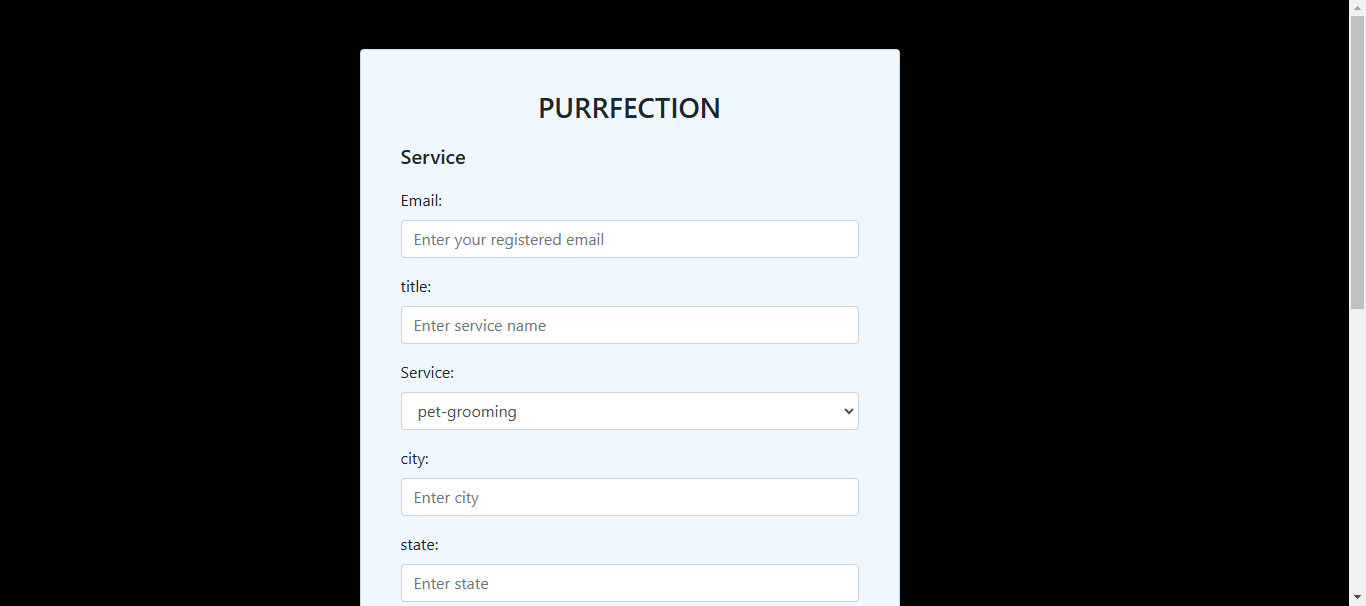 PURRFECTION
Service
Email:
Enter your registered email
title:
Enter service name
Service:
pet-grooming
city:
Enter city
state:
Enter state